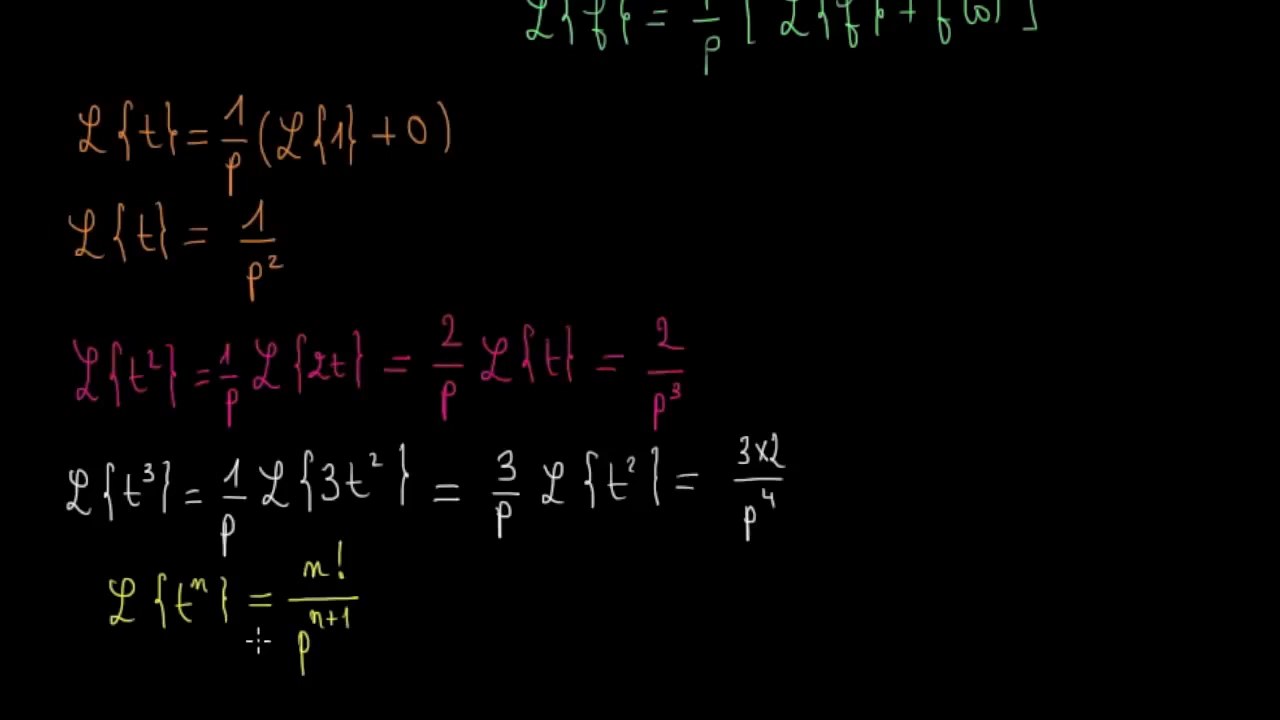 ℒ{f} = 1/p [ ℒ{f} + f(0) ]
ℒ{t} = 1/p (ℒ{1} + 0)
ℒ{t} = 1/p²
ℒ{t²} = 1/p ℒ{2t} = 2/p ℒ{t} = 2/p³
ℒ{t³} = 1/p ℒ{3t²} = 3/p ℒ{t²} = 3×2/p⁴
ℒ{tⁿ} = n!/pⁿ⁺¹